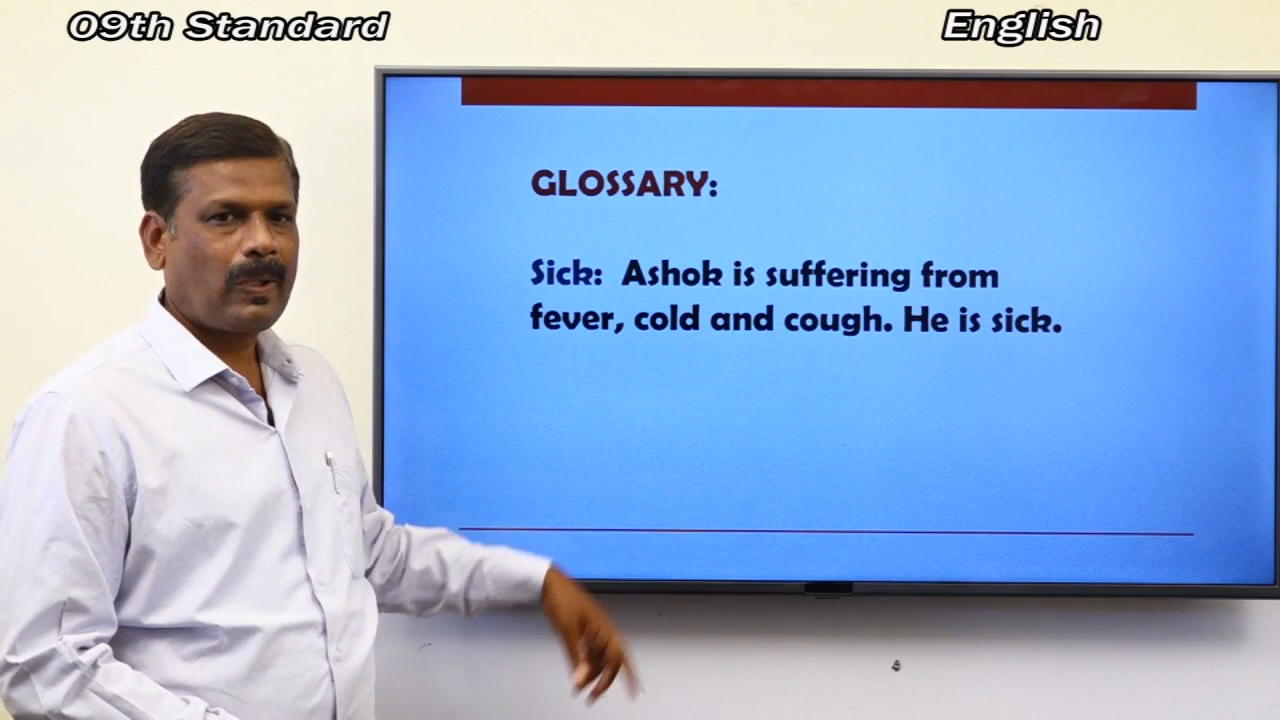 09th Standard
English
GLOSSARY:
Sick: Ashok is suffering from
fever, cold and cough. He is sick.